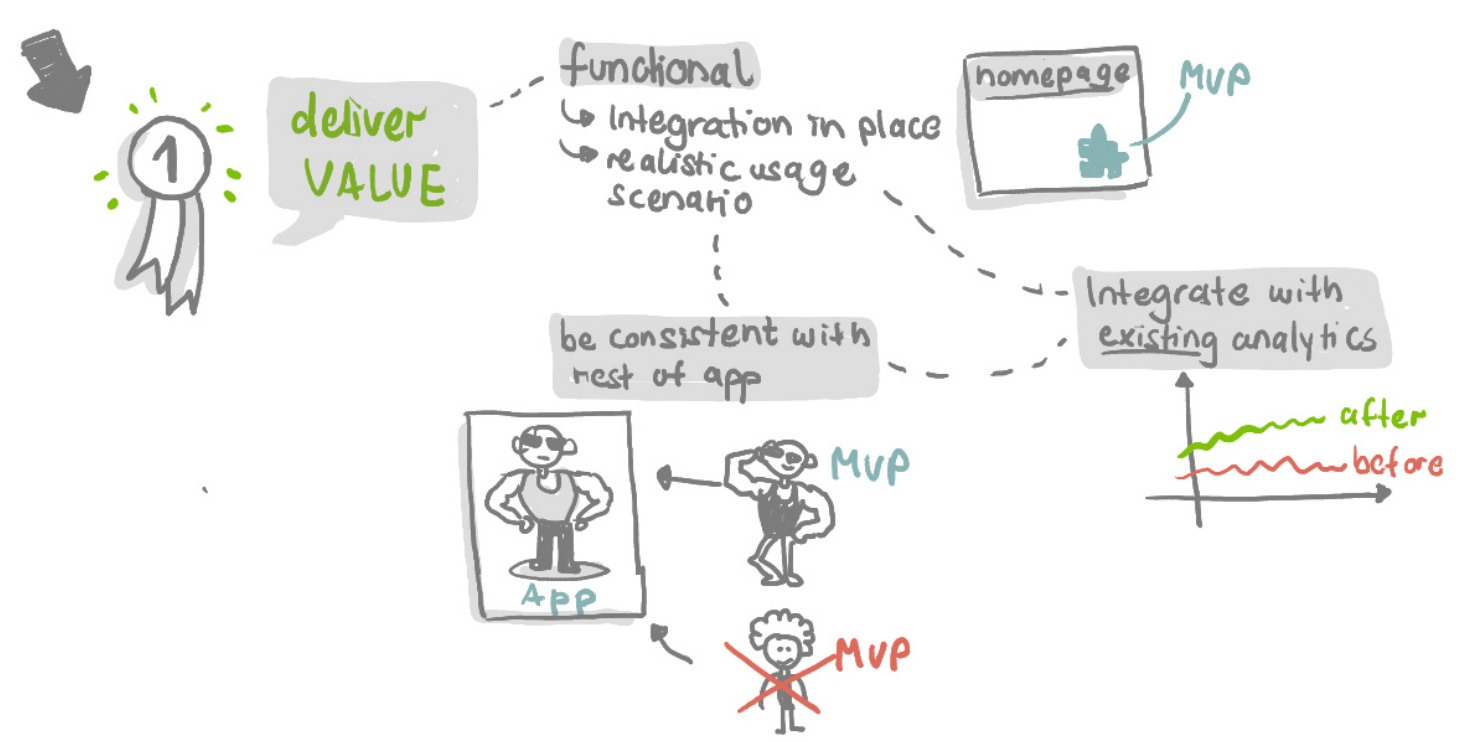 1
deliver
VALUE
functional
Integration in place
realistic usage
scenario
homepage
MVP
Integrate with
existing analytics
after
before
be consistent with
rest of app
App
MVP
MVP